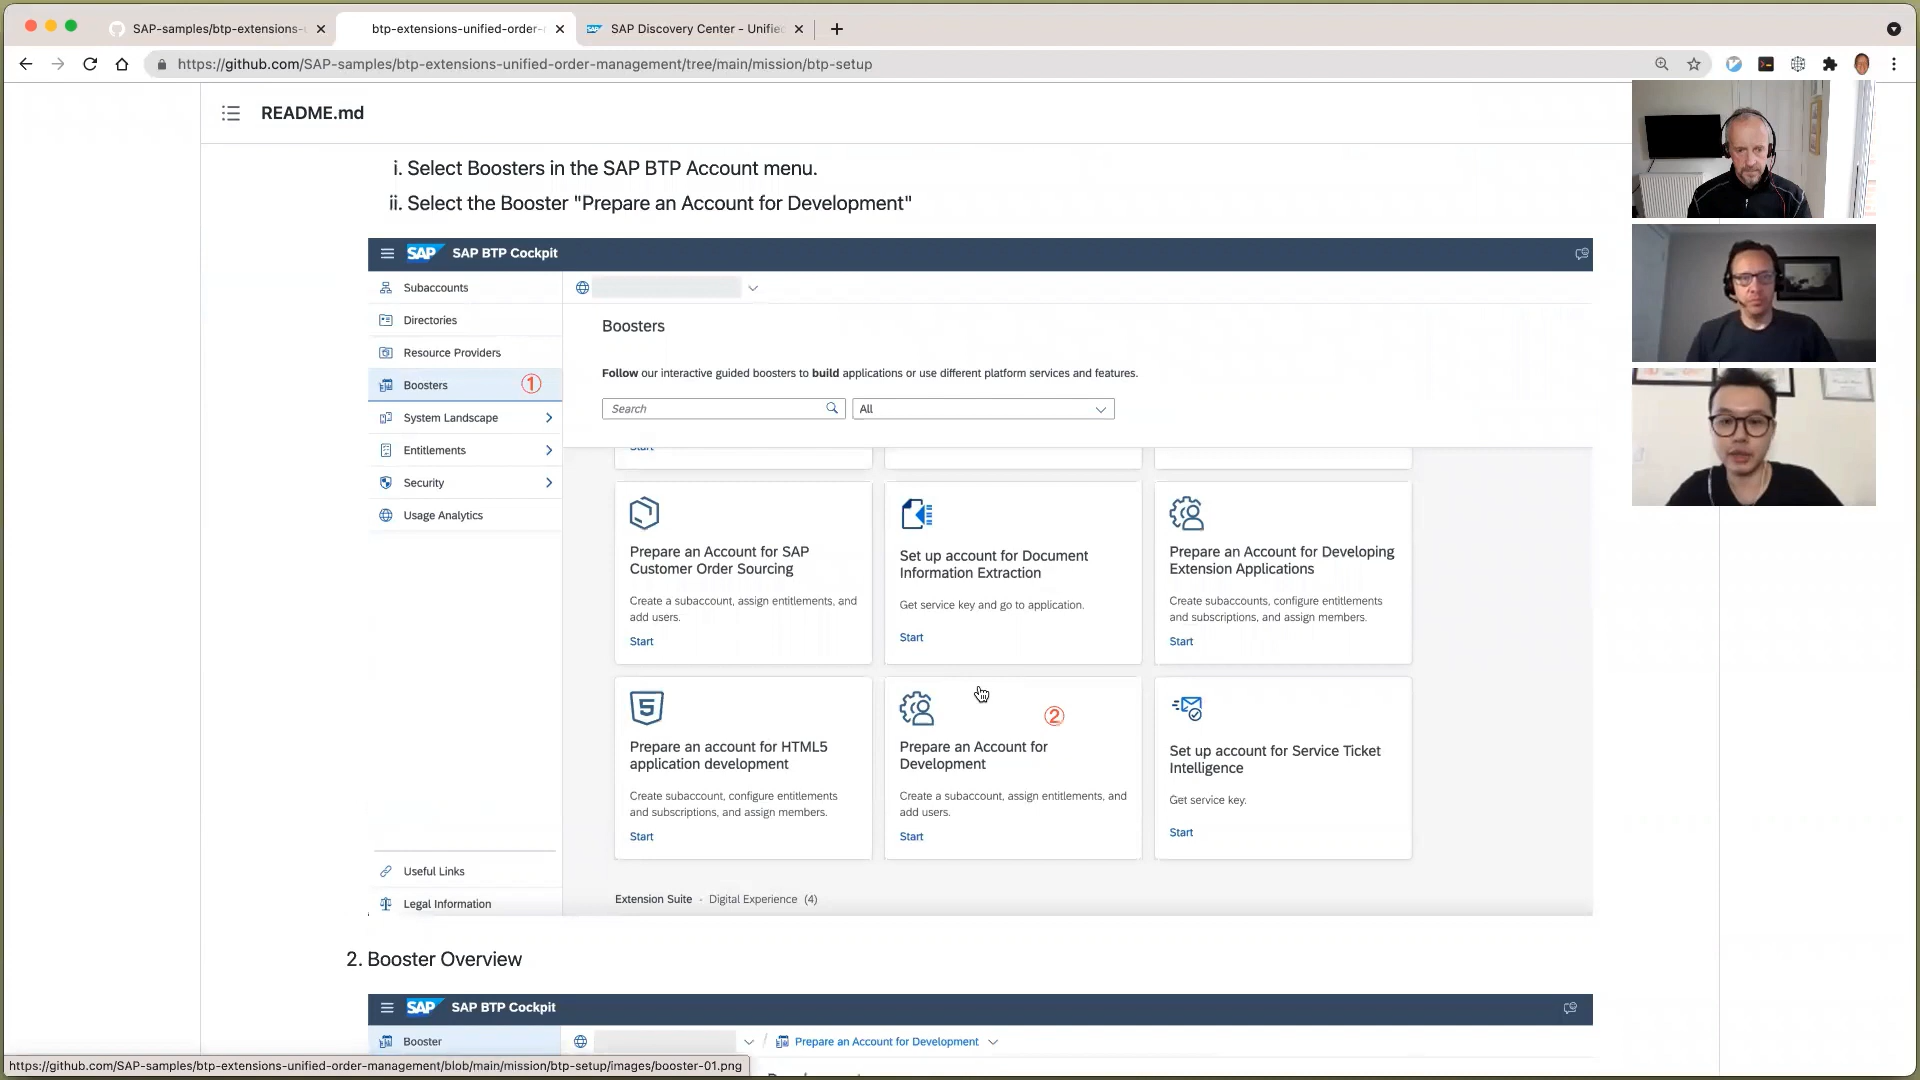 SAP-samples/btp-extensions-
btp-extensions-unified-order-
SAP Discovery Center - Unifie
https://github.com/SAP-samples/btp-extensions-unified-order-management/tree/main/mission/btp-setup
README.md
i. Select Boosters in the SAP BTP Account menu.
ii. Select the Booster "Prepare an Account for Development"
SAP SAP BTP Cockpit
Subaccounts
Directories
Resource Providers
Boosters ①
System Landscape
Entitlements
Security
Usage Analytics
Useful Links
Legal Information
Boosters
Follow our interactive guided boosters to build applications or use different platform services and features.
Search
All
Start
Prepare an Account for SAP
Customer Order Sourcing
Create a subaccount, assign entitlements, and
add users.
Start
Set up account for Document
Information Extraction
Get service key and go to application.
Start
Prepare an Account for Developing
Extension Applications
Create subaccounts, configure entitlements
and subscriptions, and assign members.
Start
Prepare an account for HTML5
application development
Create subaccount, configure entitlements
and subscriptions, and assign members.
Start
②
Prepare an Account for
Development
Create a subaccount, assign entitlements, and
add users.
Start
Set up account for Service Ticket
Intelligence
Get service key.
Start
Extension Suite - Digital Experience (4)
2. Booster Overview
SAP SAP BTP Cockpit
Booster
/ Prepare an Account for Development
https://github.com/SAP-samples/btp-extensions-unified-order-management/blob/main/mission/btp-setup/images/booster-01.png